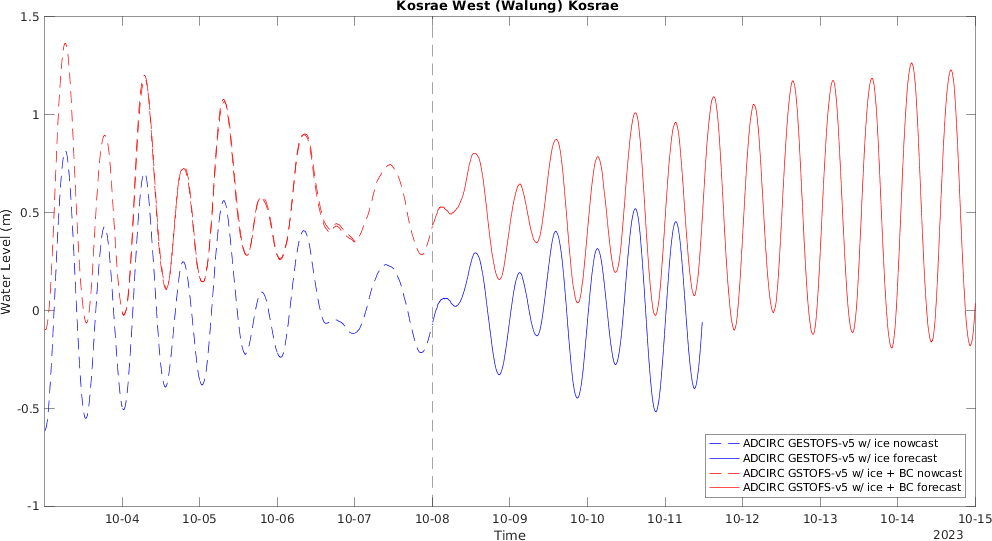 Kosrae West (Walung) Kosrae
1.5
1
0.5
0
-0.5
-1
Water Level (m)
10-04 10-05 10-06 10-07 10-08 10-09 10-10 10-11 10-12 10-13 10-14 10-15
Time
2023
ADCIRC GESTOFS-v5 w/ ice nowcast
ADCIRC GESTOFS-v5 w/ ice forecast
ADCIRC GSTOFS-v5 w/ ice + BC nowcast
ADCIRC GSTOFS-v5 w/ ice + BC forecast